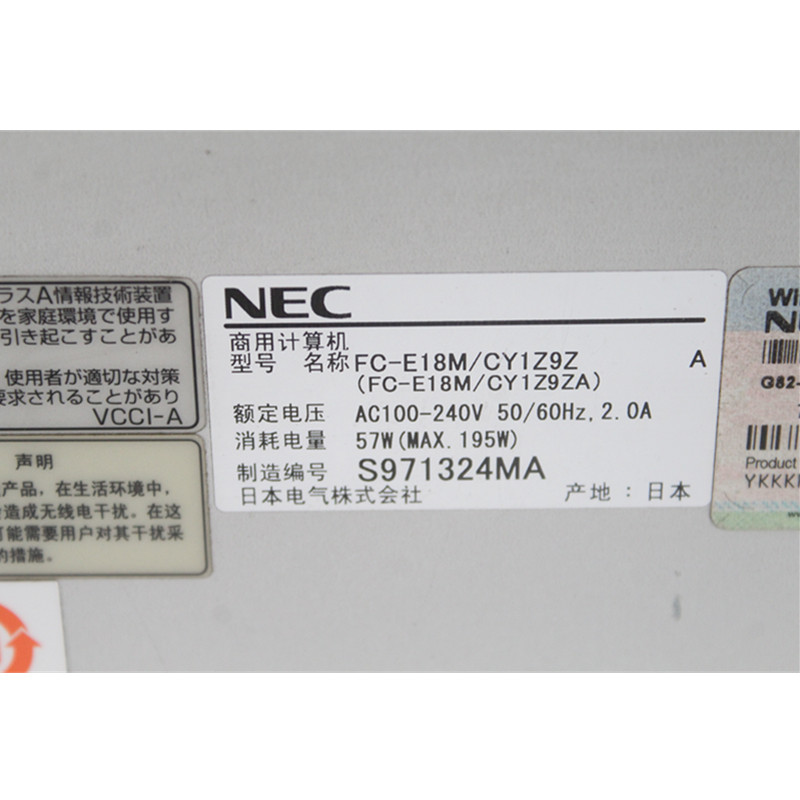 ラスA情報技術装置
を家庭環境で使用す
引き起こすことがあ
使用者が適切な対策
要求されることがあり
VCCI-A
声明
产品，在生活环境中，
造成无线电干扰。在这
可能需要用户对其干扰采
的措施。
NEC
商用计算机
型号 名称 FC-E18M/CY1Z9Z A
(FC-E18M/CY1Z9ZA)
额定电压 AC100-240V 50/60Hz, 2.0A
消耗电量 57W(MAX. 195W)
制造编号 S971324MA
日本电气株式会社 产地：日本
Wi
N
G82-
Product
YKKK